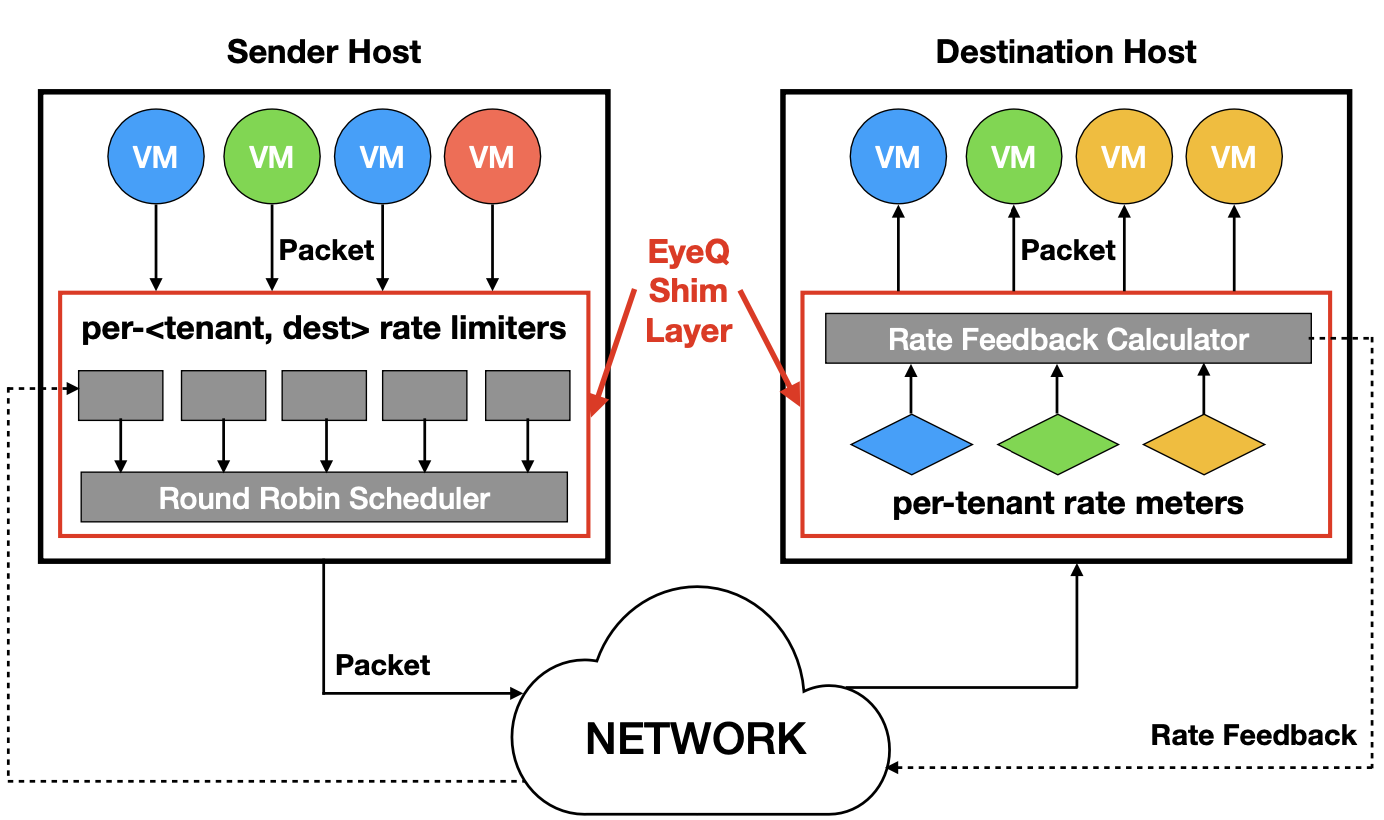 Sender Host
Destination Host
VM
VM
VM
VM
VM
VM
VM
VM
Packet
Packet
EyeQ
Shim
Layer
per-<tenant, dest> rate limiters
Rate Feedback Calculator
Round Robin Scheduler
per-tenant rate meters
Packet
NETWORK
Rate Feedback